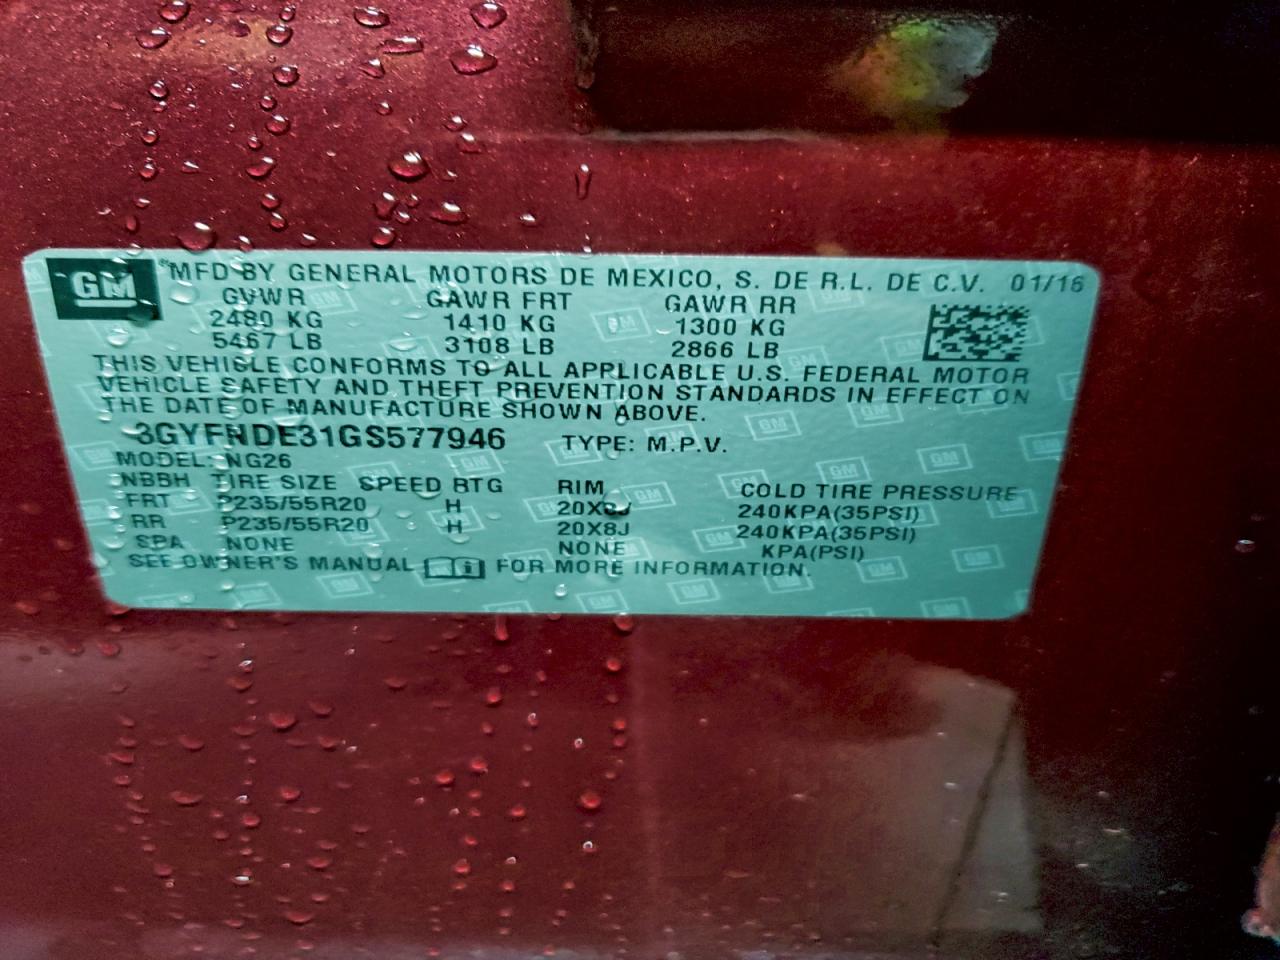 GM MFD BY GENERAL MOTORS DE MEXICO, S. DE R.L. DE C.V. 01/16
GVWR GAWR FRT GAWR RR
2480 KG 1410 KG 1300 KG
5467 LB 3108 LB 2866 LB
THIS VEHICLE CONFORMS TO ALL APPLICABLE U.S. FEDERAL MOTOR
VEHICLE SAFETY AND THEFT PREVENTION STANDARDS IN EFFECT ON
THE DATE OF MANUFACTURE SHOWN ABOVE.
3GYFNDE31GS577946 TYPE: M.P.V.
MODEL: NG26
NBBH TIRE SIZE SPEED RTG RIM COLD TIRE PRESSURE
FRT P235/55R20 H 20X8J 240KPA(35PSI)
RR P235/55R20 H 20X8J 240KPA(35PSI)
SPA NONE NONE KPA(PSI)
SEE OWNER'S MANUAL FOR MORE INFORMATION.